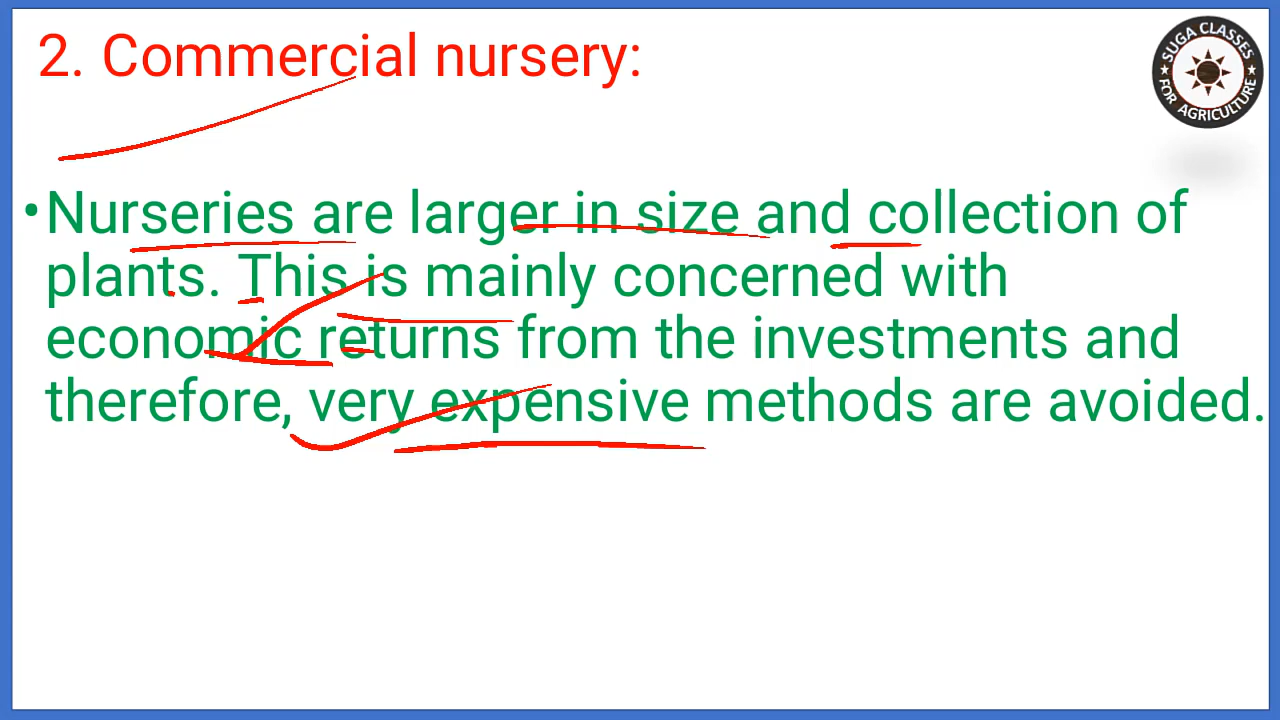 2. Commercial nursery:
SUGA CLASSES
FOR AGRICULTURE
•Nurseries are larger in size and collection of
plants. This is mainly concerned with
economic returns from the investments and
therefore, very expensive methods are avoided.